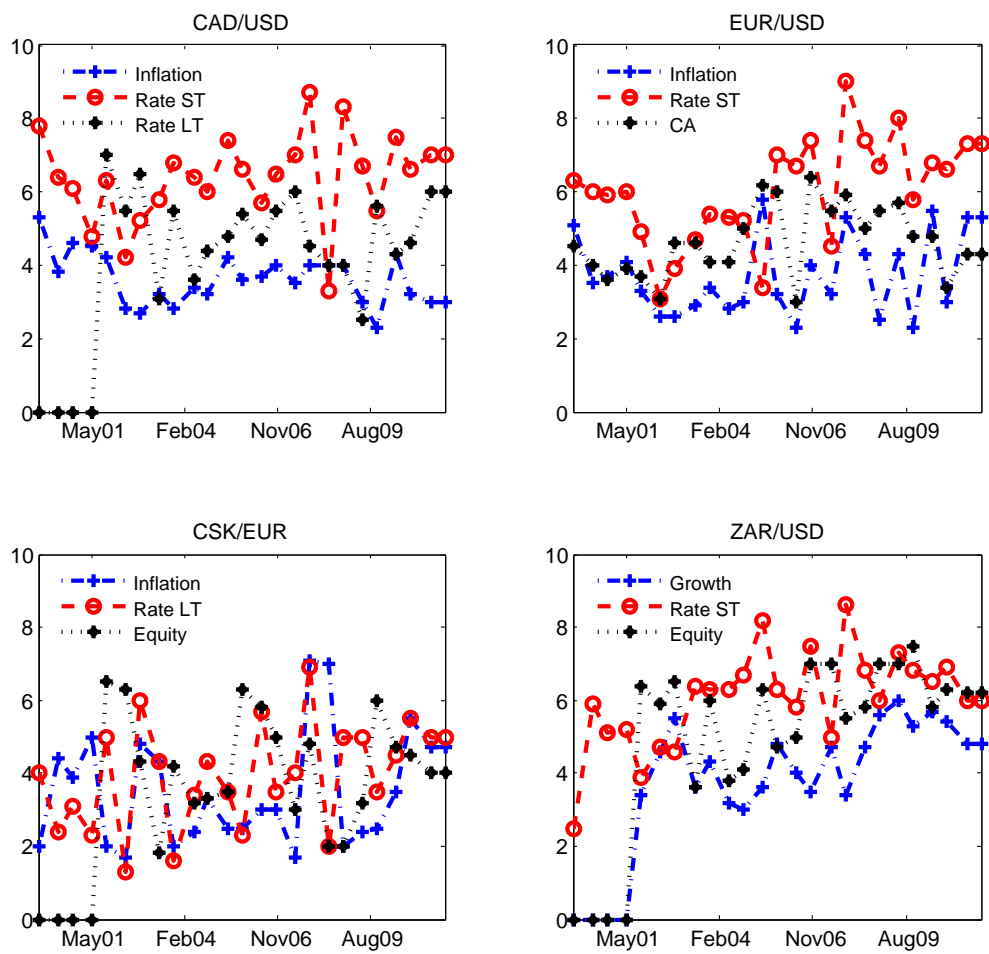 CAD/USD
10
8
6
4
2
0
Inflation
Rate ST
Rate LT
May01 Feb04 Nov06 Aug09
EUR/USD
10
8
6
4
2
0
Inflation
Rate ST
CA
May01 Feb04 Nov06 Aug09
CSK/EUR
10
8
6
4
2
0
Inflation
Rate LT
Equity
May01 Feb04 Nov06 Aug09
ZAR/USD
10
8
6
4
2
0
Growth
Rate ST
Equity
May01 Feb04 Nov06 Aug09